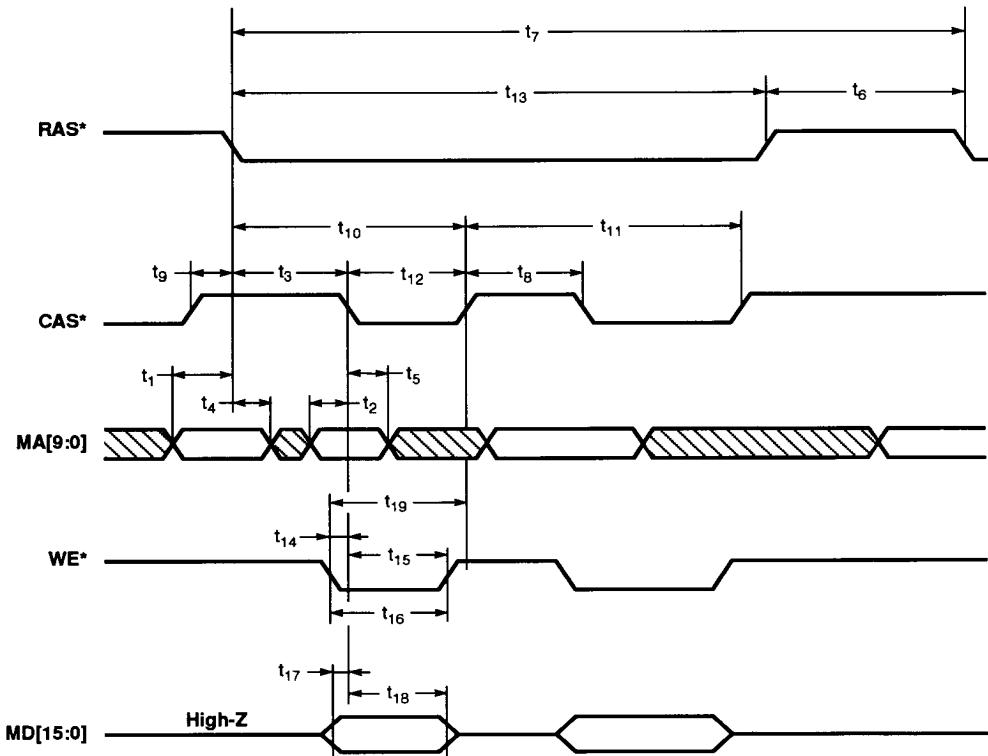 t7
t13 t6
RAS*
t10 t11
t9 t3 t12 t8
CAS*
t1 t5
t4 t2
MA[9:0]
t19
t14
WE* t15
t16
t17
t18
High-Z
MD[15:0]